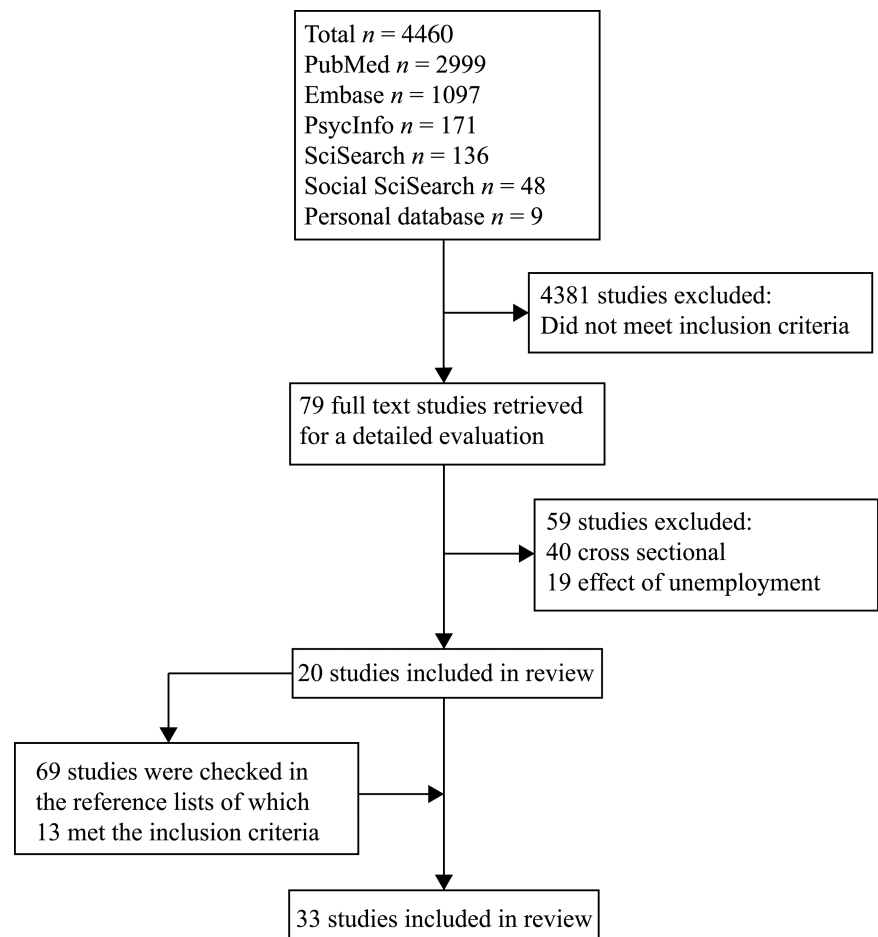 Total n = 4460
PubMed n = 2999
Embase n = 1097
PsycInfo n = 171
SciSearch n = 136
Social SciSearch n = 48
Personal database n = 9
4381 studies excluded:
Did not meet inclusion criteria
79 full text studies retrieved
for a detailed evaluation
59 studies excluded:
40 cross sectional
19 effect of unemployment
20 studies included in review
69 studies were checked in
the reference lists of which
13 met the inclusion criteria
33 studies included in review